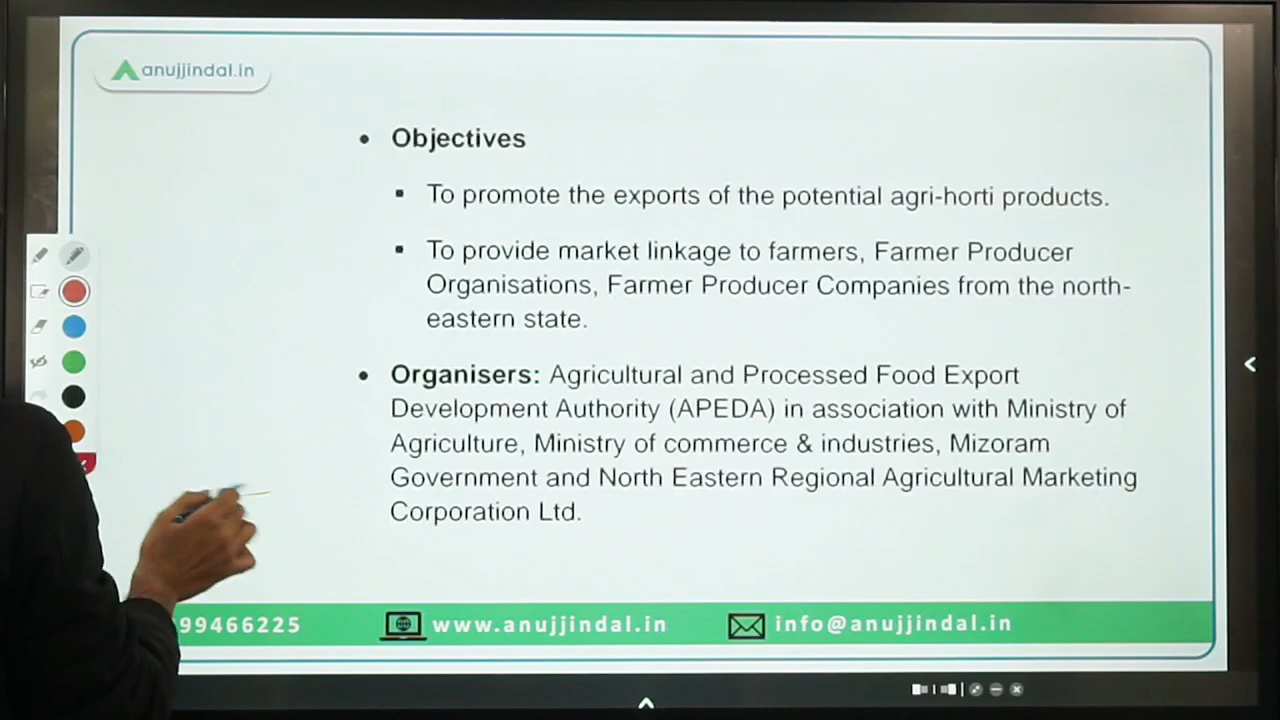 anujjindal.in
• Objectives
▪ To promote the exports of the potential agri-horti products.
▪ To provide market linkage to farmers, Farmer Producer
Organisations, Farmer Producer Companies from the north-
eastern state.
• Organisers: Agricultural and Processed Food Export
Development Authority (APEDA) in association with Ministry of
Agriculture, Ministry of commerce & industries, Mizoram
Government and North Eastern Regional Agricultural Marketing
Corporation Ltd.
99466225 www.anujjindal.in info@anujjindal.in